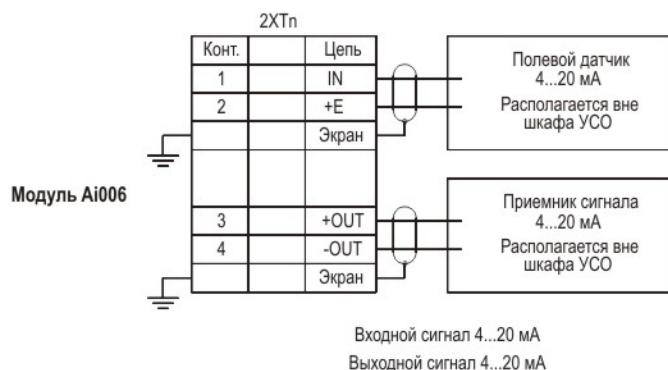 2XTn
Конт. Цепь
1 IN
2 +E
Экран
Полевой датчик
4...20 мА
Располагается вне
шкафа УСО
Модуль Ai006
3 +OUT
4 -OUT
Экран
Приемник сигнала
4...20 мА
Располагается вне
шкафа УСО
Входной сигнал 4...20 мА
Выходной сигнал 4...20 мА